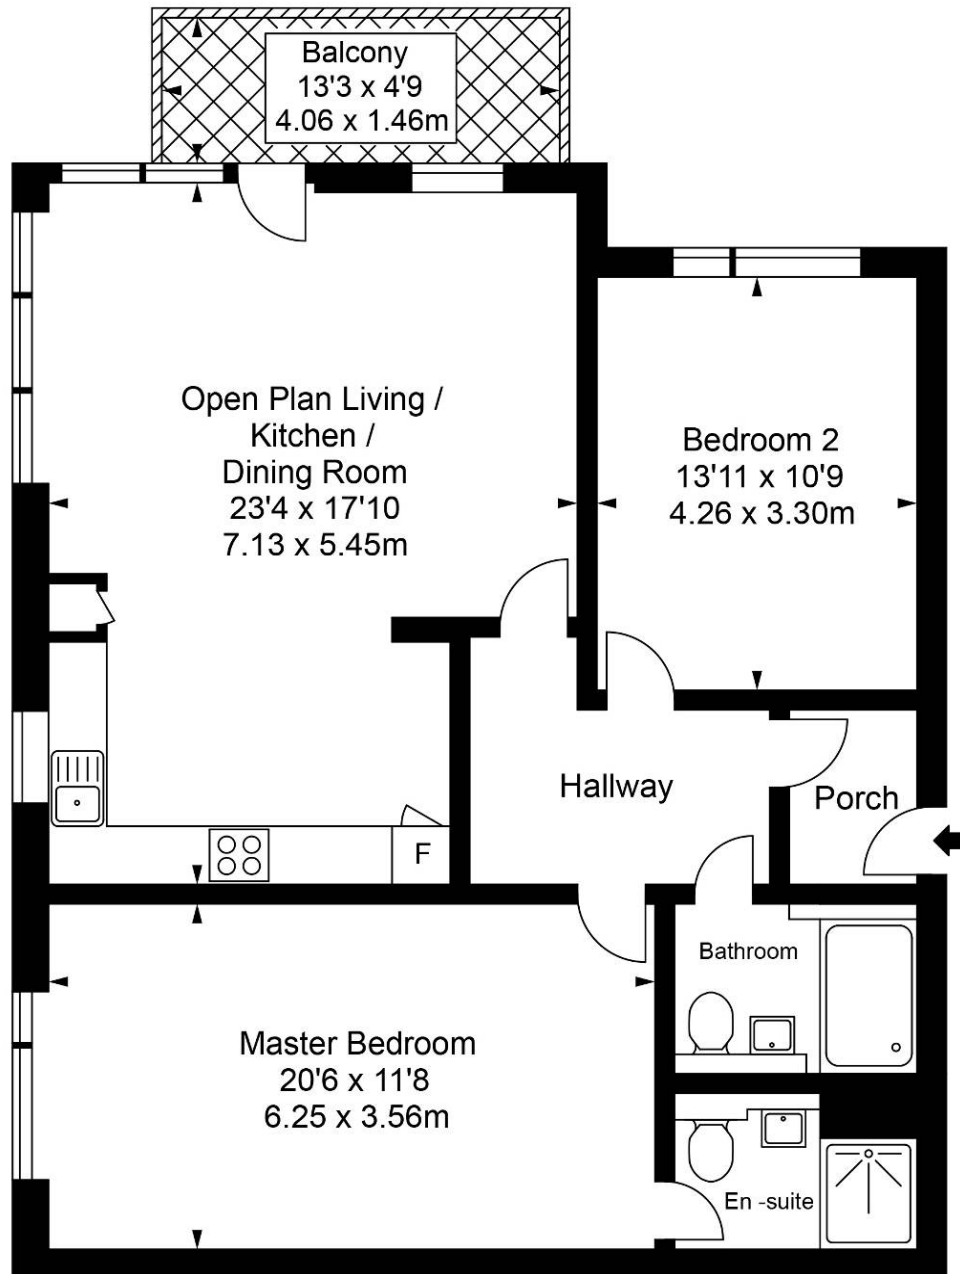 Balcony
13'3 x 4'9
4.06 x 1.46m
Open Plan Living /
Kitchen /
Dining Room
23'4 x 17'10
7.13 x 5.45m
Bedroom 2
13'11 x 10'9
4.26 x 3.30m
Hallway
Porch
F
Bathroom
Master Bedroom
20'6 x 11'8
6.25 x 3.56m
En -suite